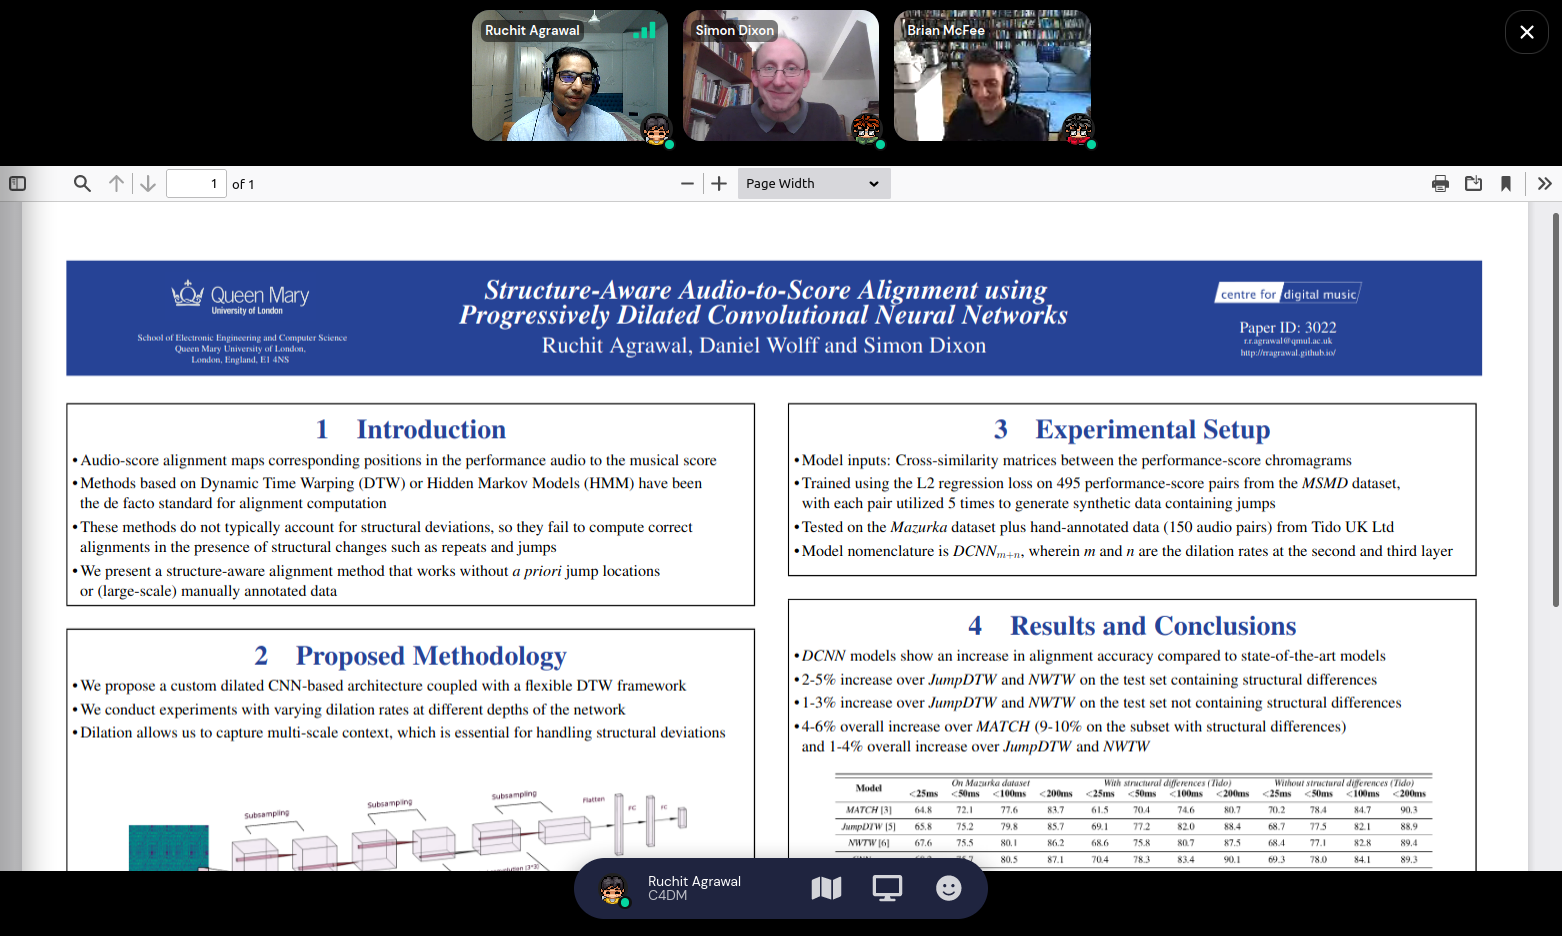 Ruchit Agrawal
Simon Dixon
Brian McFee
1 of 1
Page Width
Queen Mary
University of London
School of Electronic Engineering and Computer Science
Queen Mary University of London,
London, England, E1 4NS
Structure-Aware Audio-to-Score Alignment using
Progressively Dilated Convolutional Neural Networks
Ruchit Agrawal, Daniel Wolff and Simon Dixon
centre for digital music
Paper ID: 3022
r.r.agrawal@qmul.ac.uk
http://rragrawal.github.io/
1 Introduction
•Audio-score alignment maps corresponding positions in the performance audio to the musical score
•Methods based on Dynamic Time Warping (DTW) or Hidden Markov Models (HMM) have been
the de facto standard for alignment computation
•These methods do not typically account for structural deviations, so they fail to compute correct
alignments in the presence of structural changes such as repeats and jumps
•We present a structure-aware alignment method that works without a priori jump locations
or (large-scale) manually annotated data
2 Proposed Methodology
•We propose a custom dilated CNN-based architecture coupled with a flexible DTW framework
•We conduct experiments with varying dilation rates at different depths of the network
•Dilation allows us to capture multi-scale context, which is essential for handling structural deviations
Subsampling
Subsampling
Subsampling
Flatten
FC
FC
3 Experimental Setup
•Model inputs: Cross-similarity matrices between the performance-score chromagrams
•Trained using the L2 regression loss on 495 performance-score pairs from the MSMD dataset,
with each pair utilized 5 times to generate synthetic data containing jumps
•Tested on the Mazurka dataset plus hand-annotated data (150 audio pairs) from Tido UK Ltd
•Model nomenclature is DCNNm+n, wherein m and n are the dilation rates at the second and third layer
4 Results and Conclusions
•DCNN models show an increase in alignment accuracy compared to state-of-the-art models
•2-5% increase over JumpDTW and NWTW on the test set containing structural differences
•1-3% increase over JumpDTW and NWTW on the test set not containing structural differences
•4-6% overall increase over MATCH (9-10% on the subset with structural differences)
and 1-4% overall increase over JumpDTW and NWTW
Model On Mazurka dataset With structural differences (Tido) Without structural differences (Tido)
<25ms <50ms <100ms <200ms <25ms <50ms <100ms <200ms <25ms <50ms <100ms <200ms
MATCH [3] 64.8 72.1 77.6 83.7 61.5 70.4 74.6 80.7 70.2 78.4 84.7 90.3
JumpDTW [5] 65.8 75.2 79.8 85.7 69.1 77.2 82.0 88.4 68.7 77.5 82.1 88.9
NWTW [6] 67.6 75.5 80.1 86.2 68.6 75.8 80.7 87.5 68.4 77.1 82.8 89.4
80.5 87.1 70.4 78.3 83.4 90.1 69.3 78.0 84.1 89.3
Ruchit Agrawal
C4DM